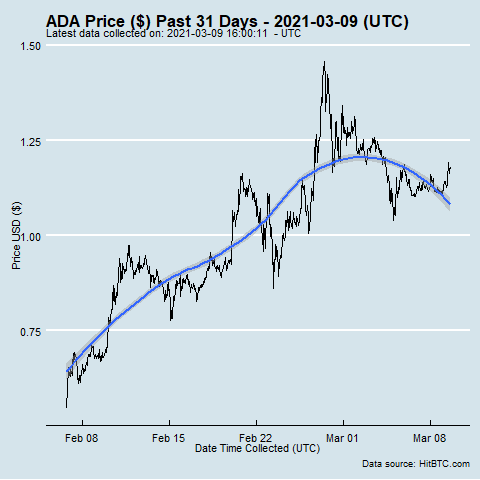 ADA Price ($) Past 31 Days - 2021-03-09 (UTC)
Latest data collected on: 2021-03-09 16:00:11  - UTC
1.50
1.25
1.00
0.75
Price USD ($)
Feb 08
Feb 15
Feb 22
Mar 01
Mar 08
Date Time Collected (UTC)
Data source: HitBTC.com